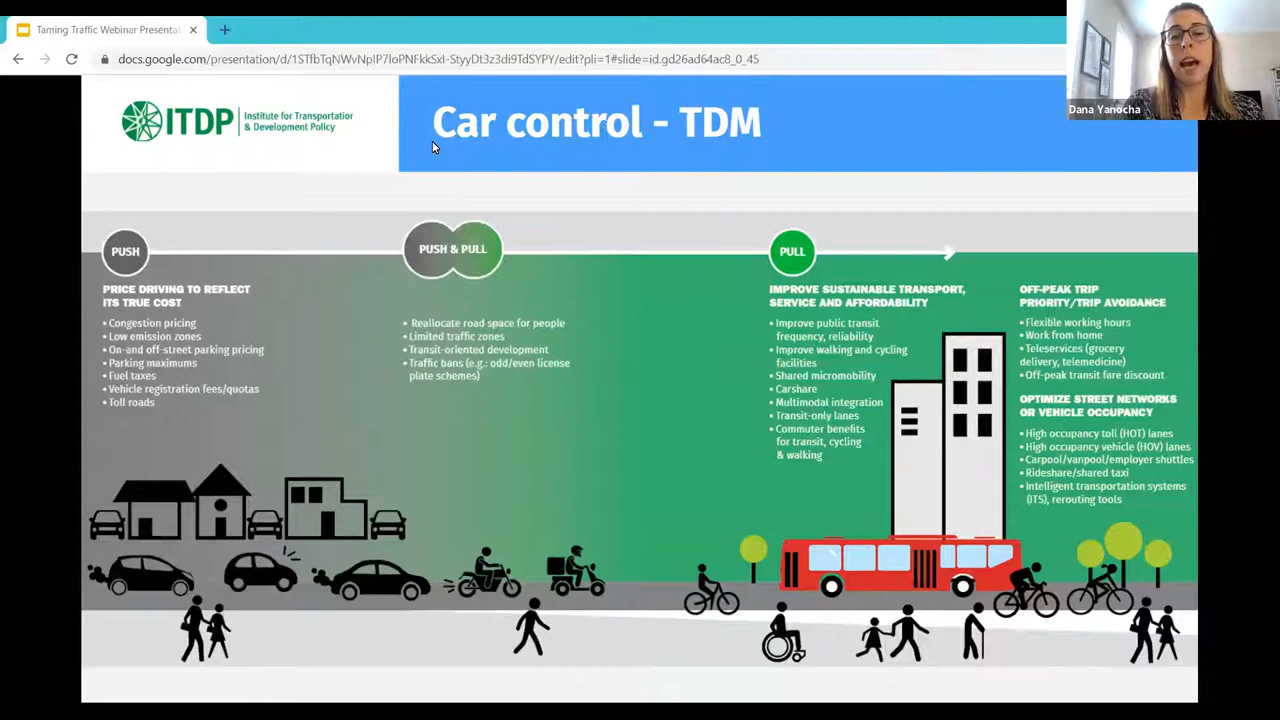 Taming Traffic Webinar Presenta
docs.google.com/presentation/d/1STfbTqNWvNpIP7loPNFkkSxI-StyyDt3z3di9TdSYPY/edit?pli=1#slide=id.gd26ad64ac8_0_45
Dana Yanocha
ITDP
Institute for Transportation
& Development Policy
Car control - TDM
PUSH
PRICE DRIVING TO REFLECT
ITS TRUE COST
• Congestion pricing
• Low emission zones
• On-and off-street parking pricing
• Parking maximums
• Fuel taxes
• Vehicle registration fees/quotas
• Toll roads
PUSH & PULL
• Reallocate road space for people
• Limited traffic zones
• Transit-oriented development
• Traffic bans (e.g.: odd/even license
plate schemes)
PULL
IMPROVE SUSTAINABLE TRANSPORT,
SERVICE AND AFFORDABILITY
• Improve public transit
frequency, reliability
• Improve walking and cycling
facilities
• Shared micromobility
• Carshare
• Multimodal integration
• Transit-only lanes
• Commuter benefits
for transit, cycling
& walking
OFF-PEAK TRIP
PRIORITY/TRIP AVOIDANCE
• Flexible working hours
• Work from home
• Teleservices (grocery
delivery, telemedicine)
• Off-peak transit fare discount
OPTIMIZE STREET NETWORKS
OR VEHICLE OCCUPANCY
• High occupancy toll (HOT) lanes
• High occupancy vehicle (HOV) lanes
• Carpool/vanpool/employer shuttles
• Rideshare/shared taxi
• Intelligent transportation systems
(ITS), rerouting tools